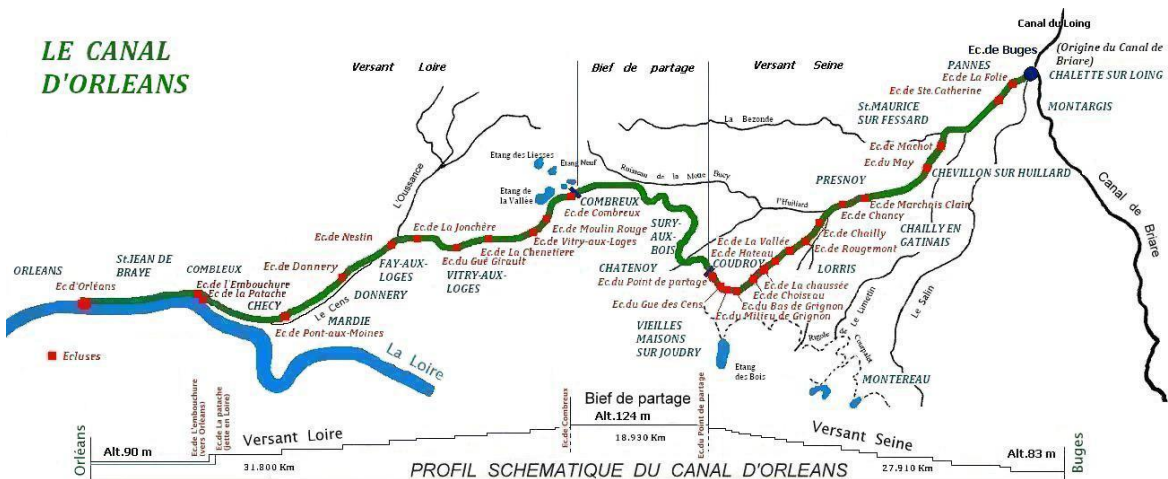 LE CANAL
D'ORLEANS
Versant Loire
Bief de partage
Versant Seine
Canal du Loing
Ec.de Buges
(Origine du Canal de
Briare)
CHALETTE SUR LOING
MONTARGIS
PANNES
Ec.de La Folie
Ec.de Ste.Catherine
St.MAURICE
SUR FESSARD
La Bezonde
Ec.de Machot
Ec.du May
CHEVILLON SUR HUILLARD
PRESNOY
Ec.de Marchais Clair
Ec.de Chancy
CHAILLY EN
GATINAIS
Ec.de Chailly
Ec.de Rougemont
l'Huillard
LORRIS
Canal de Briare
Etang des Liesses
Etang Neuf
Etang de
la Vallée
Ruisseau de la Motte Bucy
COMBREUX
Ec.de Combreux
Ec.de Moulin Rouge
Ec.de Vitry-aux-Loges
SURY-
AUX-
BOIS
L'Oussance
Ec.de La Jonchère
Ec.de Nestin
Ec.de La Chenetiere
Ec.du Gué Girault
FAY-AUX-
LOGES
VITRY-AUX-
LOGES
Ec.de La Vallée
Ec.de Hateau
COUDROY
CHATENOY
Ec.du Point de partage
Ec.de La chaussée
Ec.de Choiseau
Ec.du Bas de Grignon
Ec.du Milieu de Grignon
Ec.du Gue des Cens
Le Limetin
Le Salin
Rigole de Courpalet
VIEILLES
MAISONS
SUR JOUDRY
Etang
des Bois
MONTEREAU
ORLEANS
Ec.d'Orléans
St.JEAN DE
BRAYE
COMBLEUX
Ec.de l'Embouchure
Ec.de la Patache
CHECY
Ec.de Donnery
Le Cens
DONNERY
MARDIE
Ec.de Pont-aux-Moines
La Loire
Ecluses
Orléans
Alt.90 m
Ec.de L'embouchure
(vers Orléans)
Ec.de La patache
(jette en Loire)
Versant Loire
31.800 Km
Ec.de Combreux
Bief de partage
Alt.124 m
18.930 Km
Ec.du Point de partage
Versant Seine
27.910 Km
Alt.83 m
Buges
PROFIL SCHEMATIQUE DU CANAL D'ORLEANS